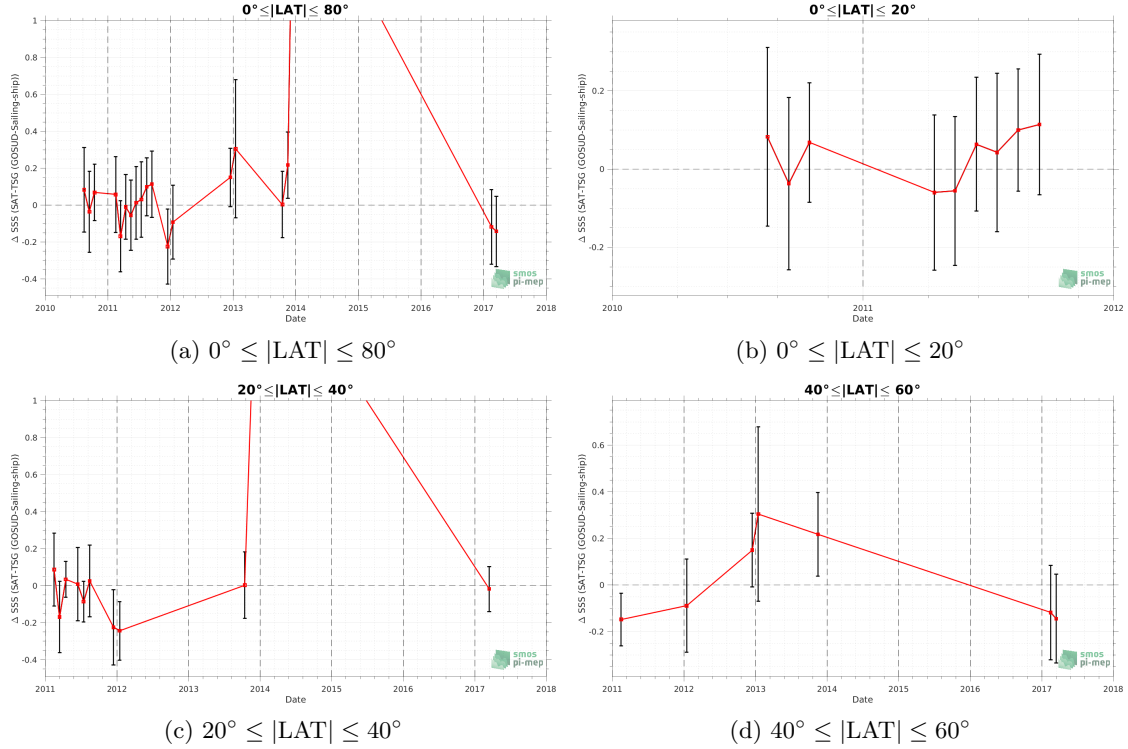 0°≤|LAT|≤ 80°
Δ SSS (SAT-TSG (GOSUD-Sailing-ship))
1
0.8
0.6
0.4
0.2
0
-0.2
-0.4
2010 2011 2012 2013 2014 2015 2016 2017 2018
Date
smos
pi-mep
(a) 0° ≤ |LAT| ≤ 80°
0°≤|LAT|≤ 20°
Δ SSS (SAT-TSG (GOSUD-Sailing-ship))
0.2
0
-0.2
2010 2011 2012
Date
smos
pi-mep
(b) 0° ≤ |LAT| ≤ 20°
20°≤|LAT|≤ 40°
Δ SSS (SAT-TSG (GOSUD-Sailing-ship))
1
0.8
0.6
0.4
0.2
0
-0.2
-0.4
2011 2012 2013 2014 2015 2016 2017 2018
Date
smos
pi-mep
(c) 20° ≤ |LAT| ≤ 40°
40°≤|LAT|≤ 60°
Δ SSS (SAT-TSG (GOSUD-Sailing-ship))
0.6
0.4
0.2
0
-0.2
2011 2012 2013 2014 2015 2016 2017 2018
Date
smos
pi-mep
(d) 40° ≤ |LAT| ≤ 60°